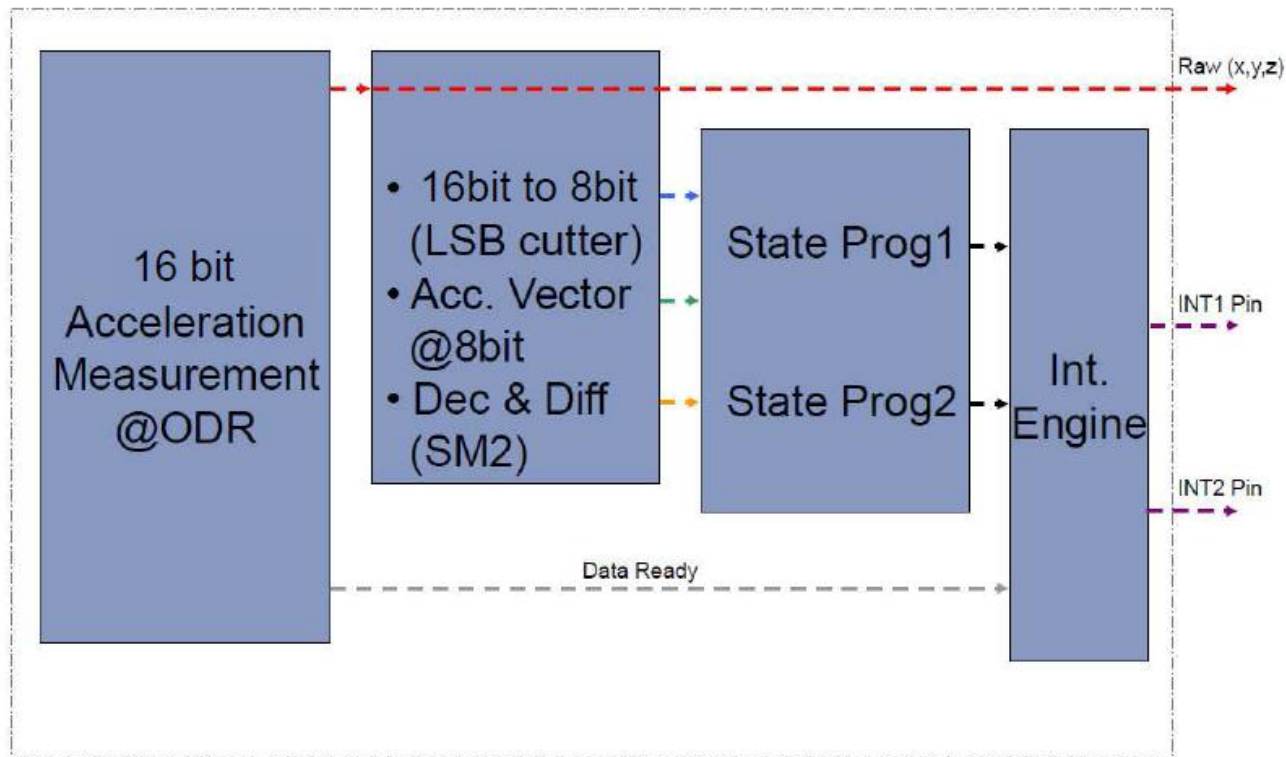 16 bit
Acceleration
Measurement
@ODR
• 16bit to 8bit
(LSB cutter)
• Acc. Vector
@8bit
• Dec & Diff
(SM2)
State Prog1
State Prog2
Int.
Engine
Data Ready
Raw (x,y,z)
INT1 Pin
INT2 Pin